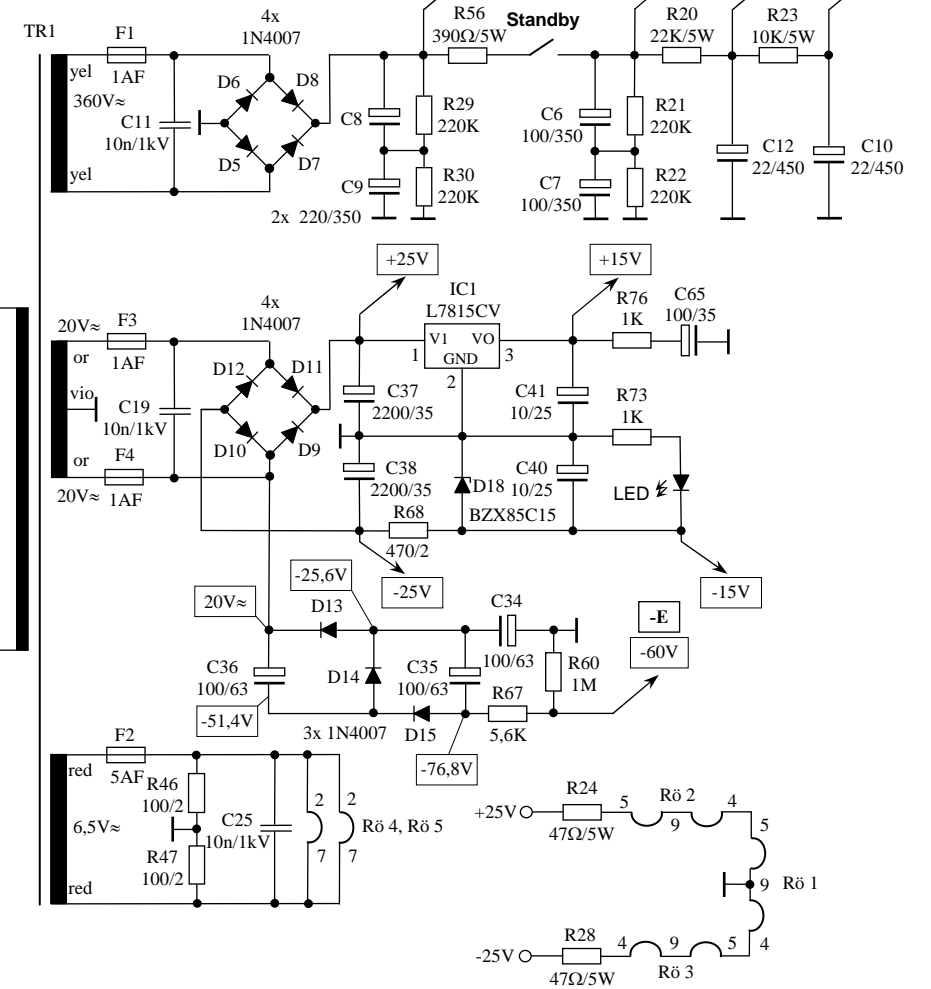 TR1
F1
1AF
yel
360V≈
yel
C11
10n/1kV
4x
1N4007
D6
D8
D5
D7
C8
C9
2x 220/350
R29
220K
R30
220K
R56
390Ω/5W
Standby
C6
100/350
C7
100/350
R21
220K
R22
220K
R20
22K/5W
R23
10K/5W
C12
22/450
C10
22/450
20V≈
F3
1AF
or
vio
or
F4
20V≈
1AF
C19
10n/1kV
4x
1N4007
D12
D11
D10
D9
+25V
C37
2200/35
C38
2200/35
IC1
L7815CV
V1
VO
GND
1
2
3
+15V
C41
10/25
C40
10/25
D18
BZX85C15
R68
470/2
R76
1K
C65
100/35
R73
1K
LED
-25V
-15V
-25,6V
20V≈
D13
D14
D15
C36
100/63
-51,4V
3x 1N4007
C35
100/63
C34
100/63
R60
1M
R67
5,6K
-76,8V
-E
-60V
F2
5AF
red
6,5V≈
red
R46
100/2
R47
100/2
C25
10n/1kV
2
7
2
7
Rö 4, Rö 5
+25V
R24
47Ω/5W
5
Rö 2
9
4
5
9
Rö 1
4
-25V
R28
47Ω/5W
4
9
5
Rö 3